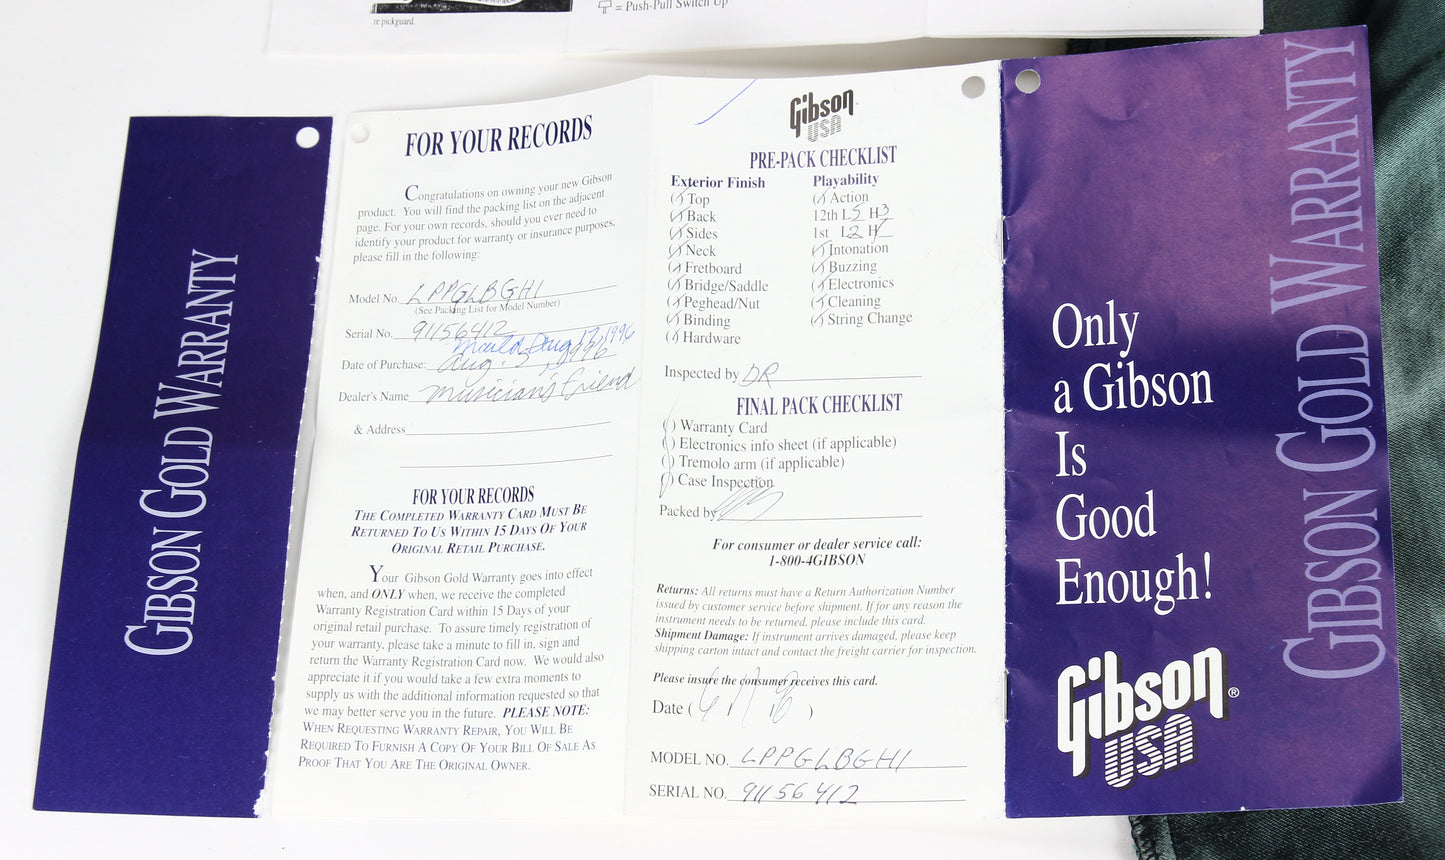 re pickguard.
= Push-Pull Switch Up
GIBSON GOLD WARRANTY
FOR YOUR RECORDS
Congratulations on owning your new Gibson
product. You will find the packing list on the adjacent
page. For your own records, should you ever need to
identify your product for warranty or insurance purposes,
please fill in the following:
Model No. LPPGLBGH1
(See Packing List for Model Number)
Serial No. 91156412
mailed Aug 17, 1996
Date of Purchase: Aug. 5, 1996
Dealer's Name Musician's Friend
& Address
FOR YOUR RECORDS
THE COMPLETED WARRANTY CARD MUST BE
RETURNED TO US WITHIN 15 DAYS OF YOUR
ORIGINAL RETAIL PURCHASE.
Your Gibson Gold Warranty goes into effect
when, and ONLY when, we receive the completed
Warranty Registration Card within 15 Days of your
original retail purchase. To assure timely registration of
your warranty, please take a minute to fill in, sign and
return the Warranty Registration Card now. We would also
appreciate it if you would take a few extra moments to
supply us with the additional information requested so that
we may better serve you in the future. PLEASE NOTE:
WHEN REQUESTING WARRANTY REPAIR, YOU WILL BE
REQUIRED TO FURNISH A COPY OF YOUR BILL OF SALE AS
PROOF THAT YOU ARE THE ORIGINAL OWNER.
Gibson
USA
PRE-PACK CHECKLIST
Exterior Finish
(✓) Top
(✓) Back
(✓) Sides
(✓) Neck
(✓) Fretboard
(✓) Bridge/Saddle
(✓) Peghead/Nut
(✓) Binding
(✓) Hardware
Playability
(✓) Action
12th L 5 H 3
1st L 2 H 1
(✓) Intonation
(✓) Buzzing
(✓) Electronics
(✓) Cleaning
(✓) String Change
Inspected by DR
FINAL PACK CHECKLIST
( ) Warranty Card
( ) Electronics info sheet (if applicable)
( ) Tremolo arm (if applicable)
( ) Case Inspection
Packed by
For consumer or dealer service call:
1-800-4GIBSON
Returns: All returns must have a Return Authorization Number
issued by customer service before shipment. If for any reason the
instrument needs to be returned, please include this card.
Shipment Damage: If instrument arrives damaged, please keep
shipping carton intact and contact the freight carrier for inspection.
Please insure the consumer receives this card.
Date ( )
MODEL NO. LPPGLBGH1
SERIAL NO. 91156412
Only
a Gibson
Is
Good
Enough!
Gibson®
USA
GIBSON GOLD WARRANTY